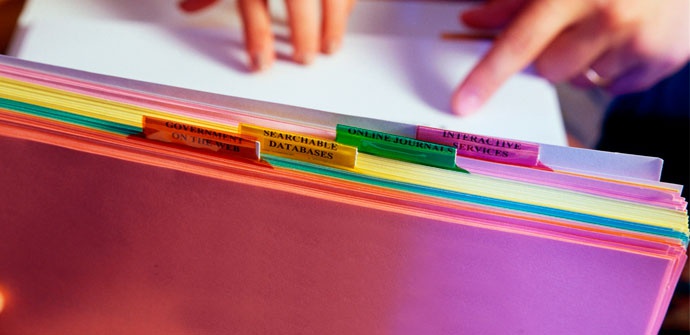 GOVERNMENT
ON THE WEB
SEARCHABLE
DATABASES
ONLINE JOURNALS
INTERACTIVE
SERVICES